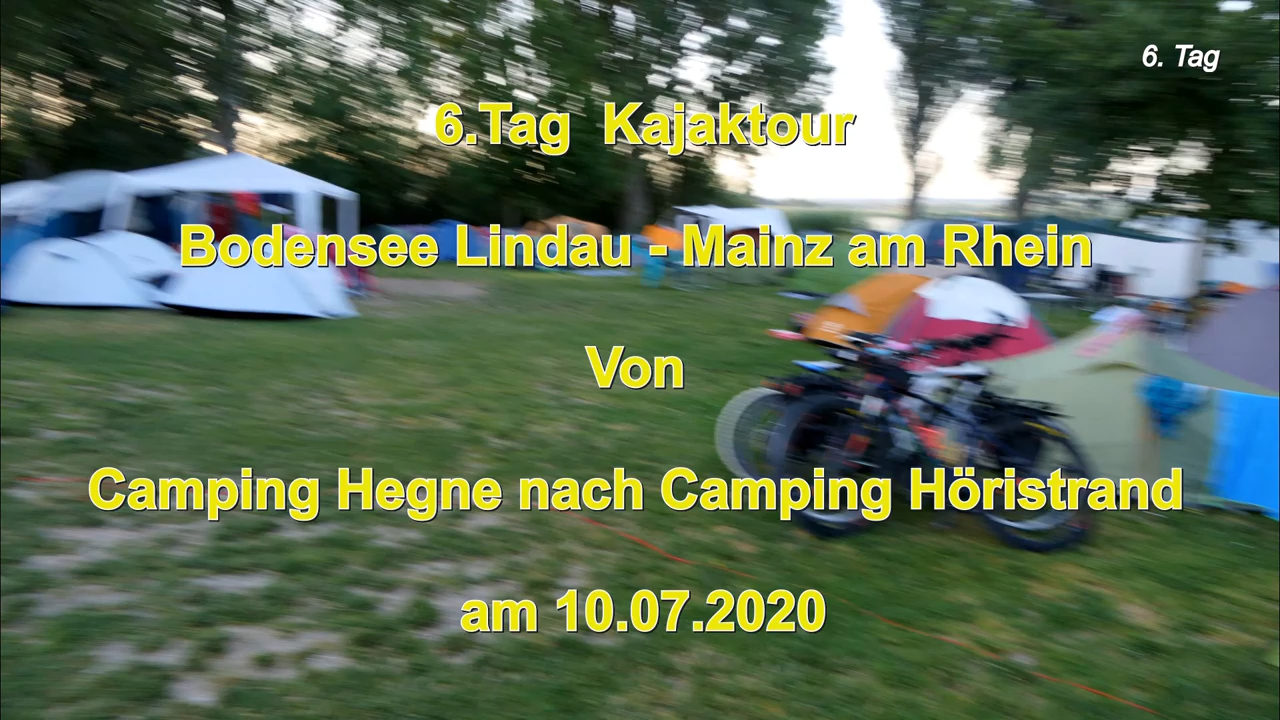 6. Tag
6.Tag Kajaktour
Bodensee Lindau - Mainz am Rhein
Von
Camping Hegne nach Camping Höristrand
am 10.07.2020